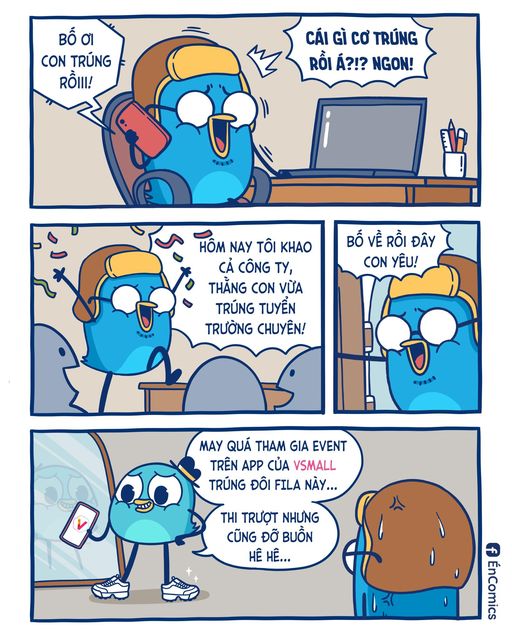 BỐ ƠI
CON TRÚNG
RỒIII!
CÁI GÌ CƠ TRÚNG
RỒI Á?!? NGON!
HÔM NAY TÔI KHAO
CẢ CÔNG TY,
THẰNG CON VỪA
TRÚNG TUYỂN
TRƯỜNG CHUYÊN!
BỐ VỀ RỒI ĐÂY
CON YÊU!
MAY QUÁ THAM GIA EVENT
TRÊN APP CỦA VSMALL
TRÚNG ĐÔI FILA NÀY...
THI TRƯỢT NHƯNG
CŨNG ĐỠ BUỒN
HÊ HÊ...
ÉnComics